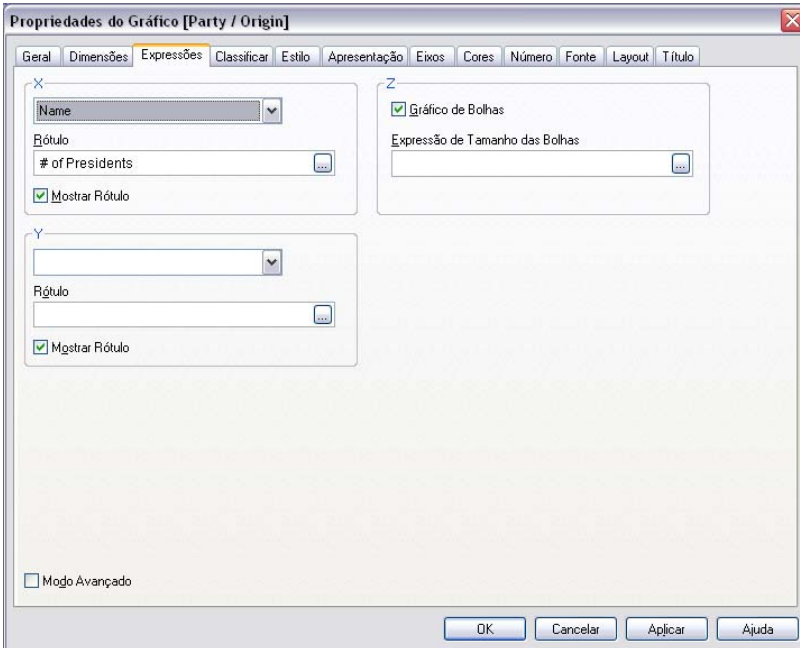 Propriedades do Gráfico [Party / Origin]
Geral Dimensões Expressões Classificar Estilo Apresentação Eixos Cores Número Fonte Layout Título
X
Name
Rótulo
# of Presidents
...
Mostrar Rótulo
Z
Gráfico de Bolhas
Expressão de Tamanho das Bolhas
...
Y
Rótulo
...
Mostrar Rótulo
Modo Avançado
OK Cancelar Aplicar Ajuda